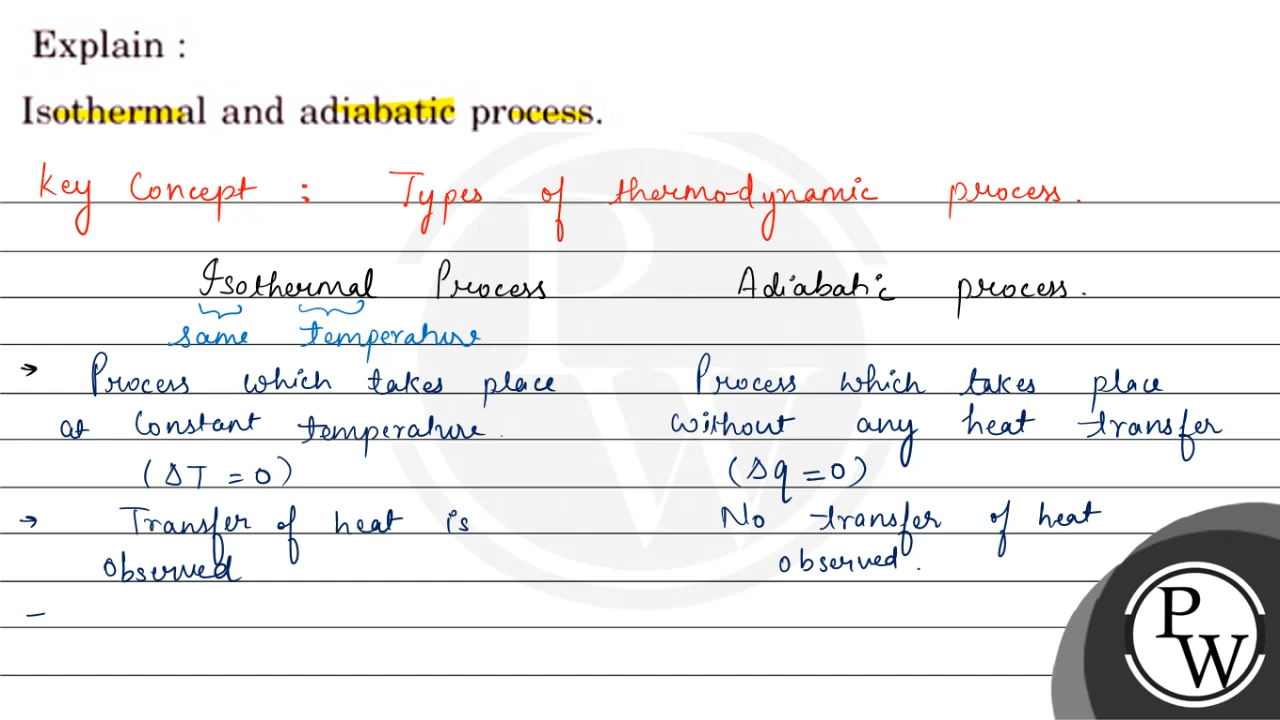 Explain :
Isothermal and adiabatic process.
Key Concept : Types of thermodynamic process.
Isothermal Process Adiabatic process.
same temperature
→ Process which takes place Process which takes place
at Constant temperature. without any heat transfer
(ΔT = 0) (Δq = 0)
→ Transfer of heat is No transfer of heat
observed observed.
–
P
W